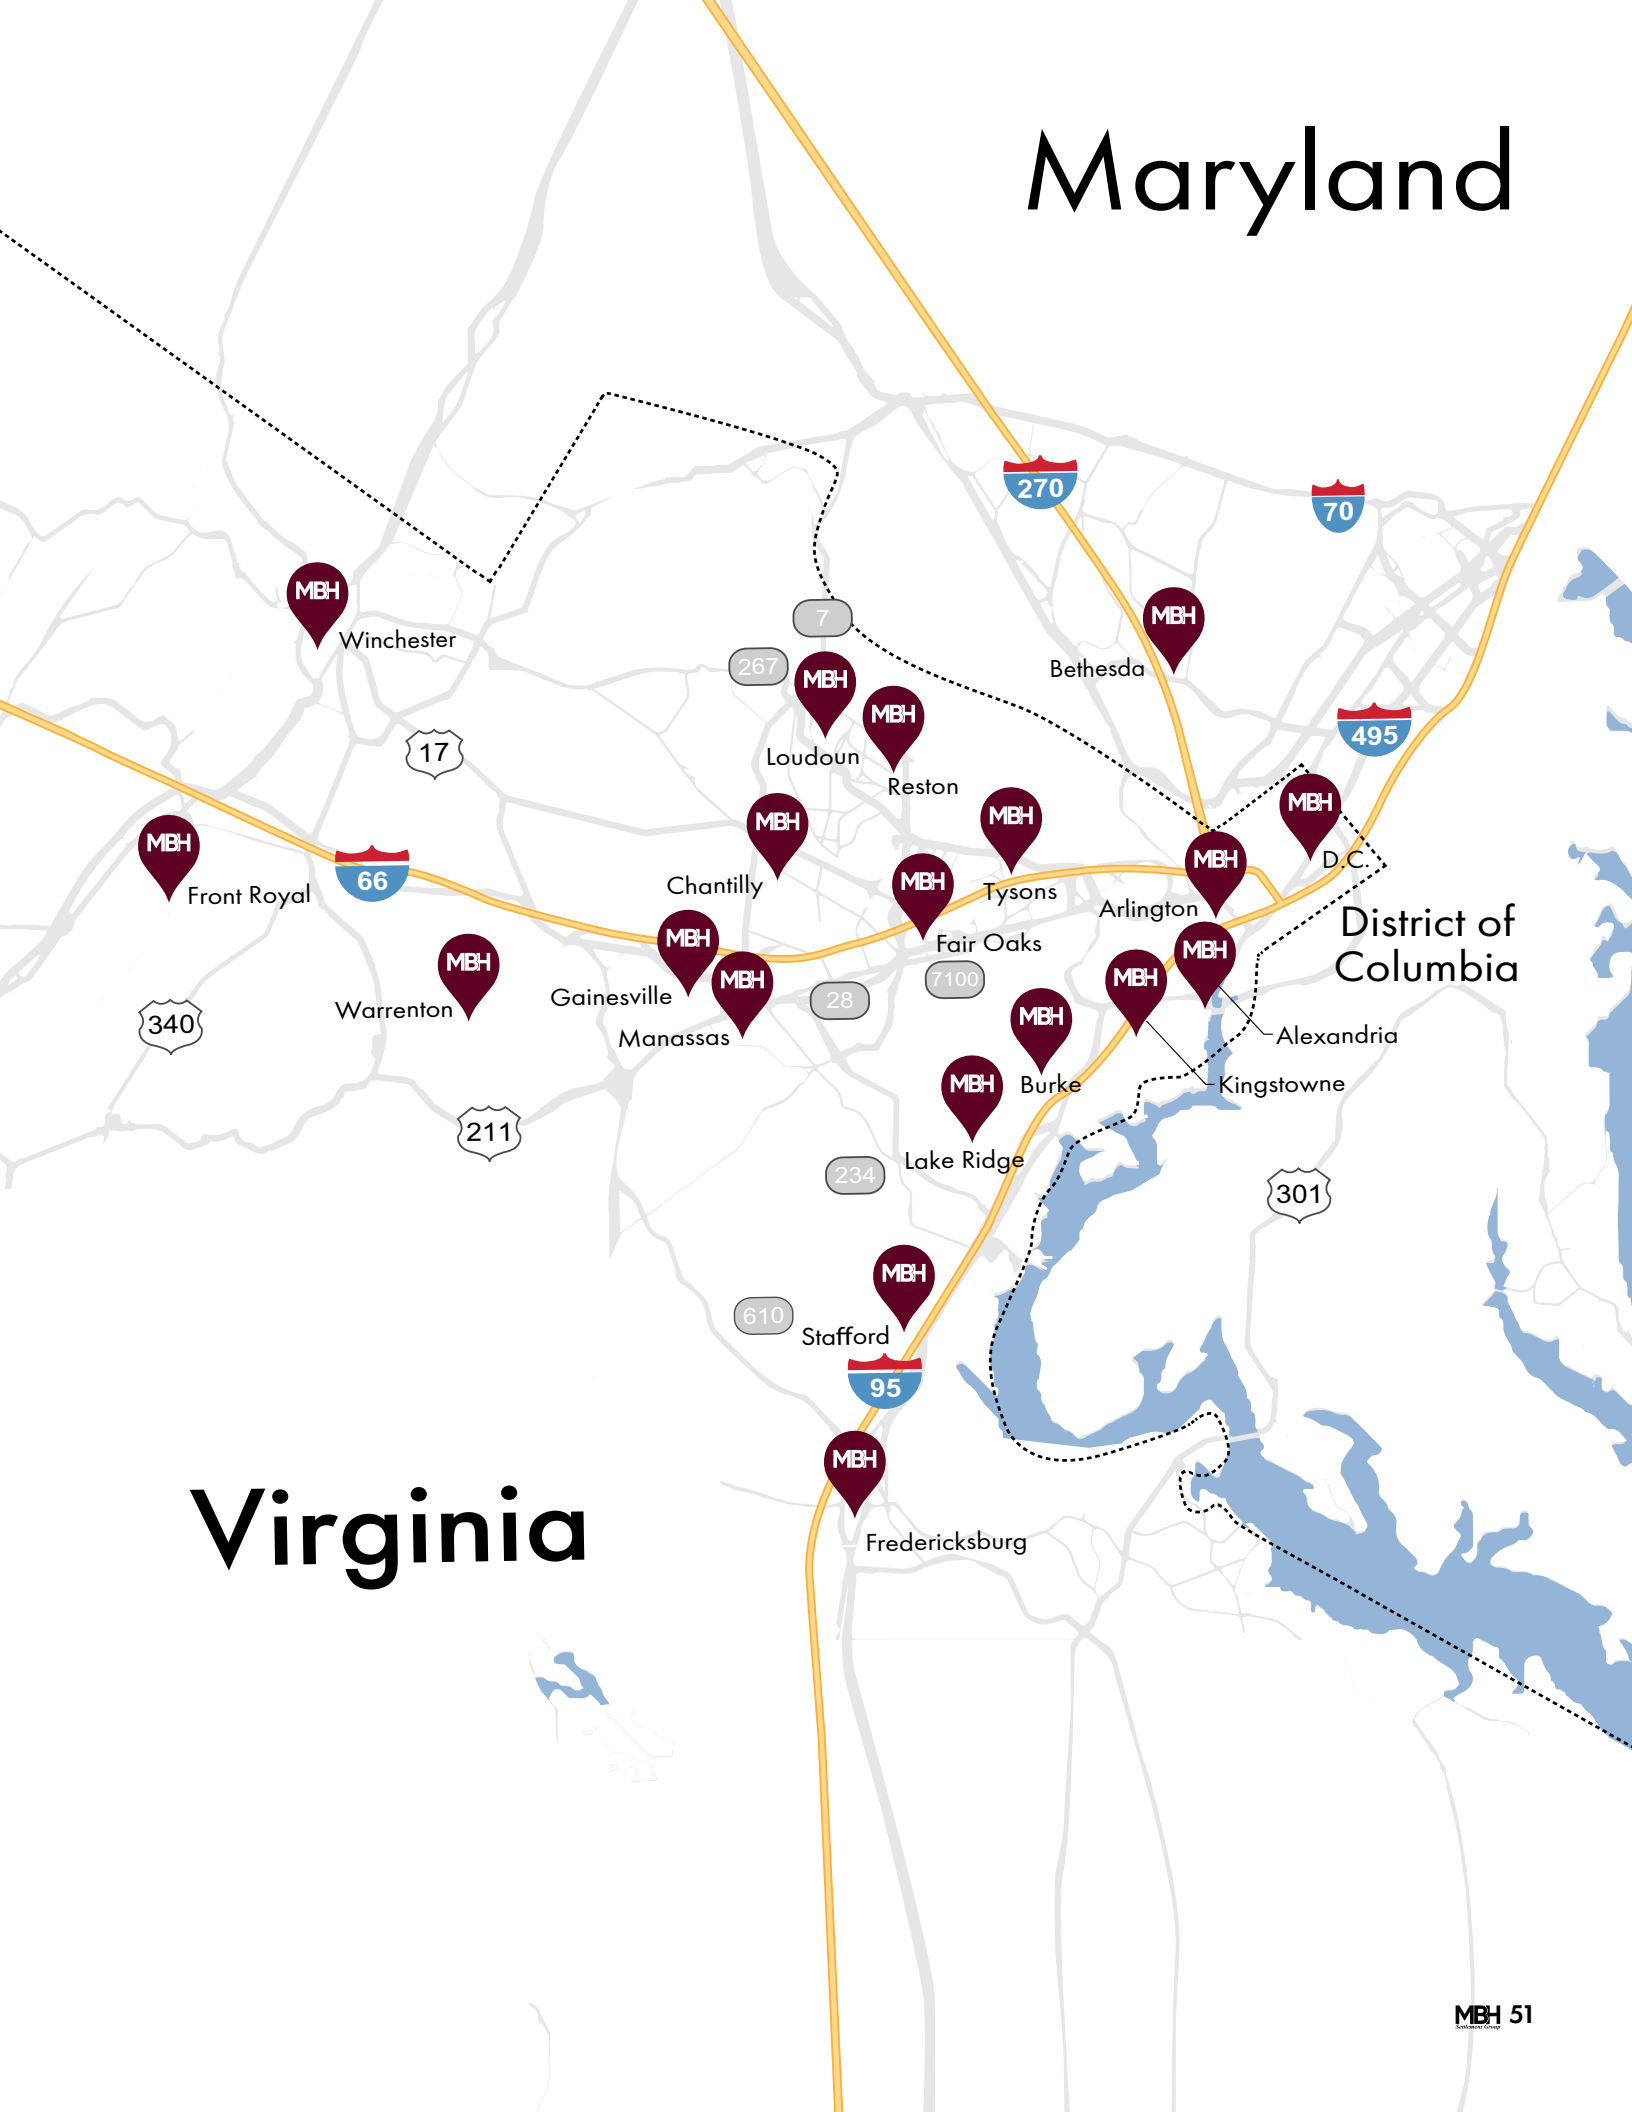 Maryland
270
70
MBH
Winchester
MBH
Bethesda
7
267
MBH
Loudoun
MBH
Reston
17
495
MBH
Chantilly
MBH
Tysons
MBH
D.C.
MBH
Front Royal
66
MBH
Fair Oaks
MBH
Arlington
District of
Columbia
MBH
Warrenton
MBH
Gainesville
MBH
Manassas
28
7100
MBH
Alexandria
MBH
Kingstowne
340
MBH
Burke
MBH
Lake Ridge
211
234
301
MBH
Stafford
610
95
MBH
Fredericksburg
Virginia
MBH 51
Settlement Group